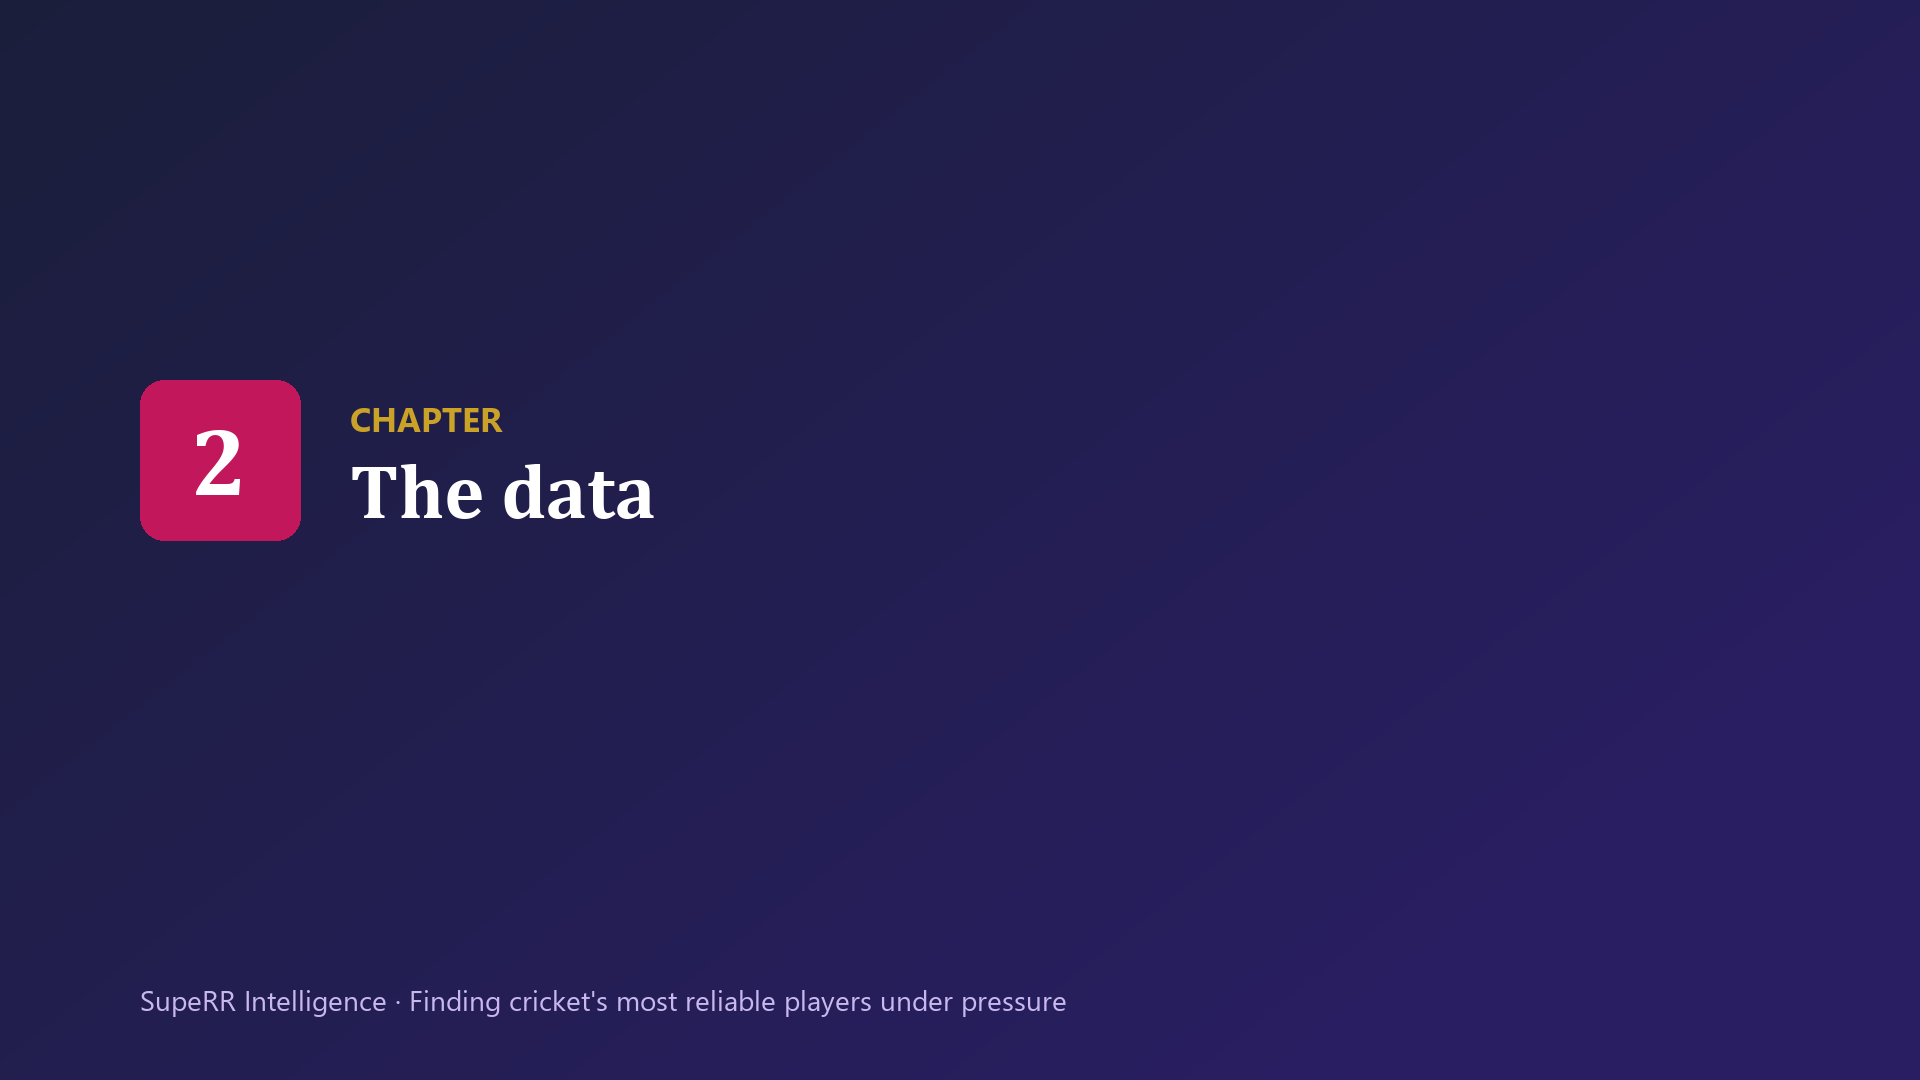 2
CHAPTER
The data
SupeRR Intelligence · Finding cricket's most reliable players under pressure